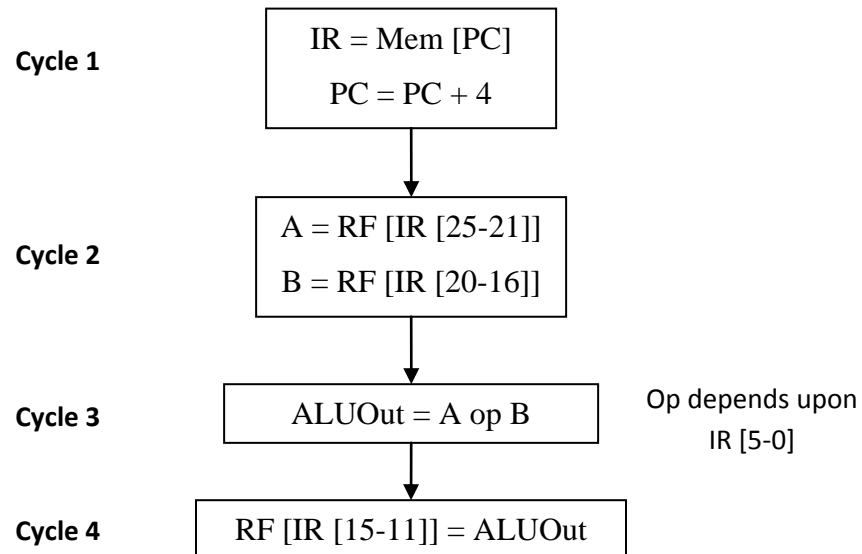 Cycle 1
IR = Mem [PC]
PC = PC + 4
Cycle 2
A = RF [IR [25-21]]
B = RF [IR [20-16]]
Cycle 3
ALUOut = A op B
Op depends upon
IR [5-0]
Cycle 4
RF [IR [15-11]] = ALUOut